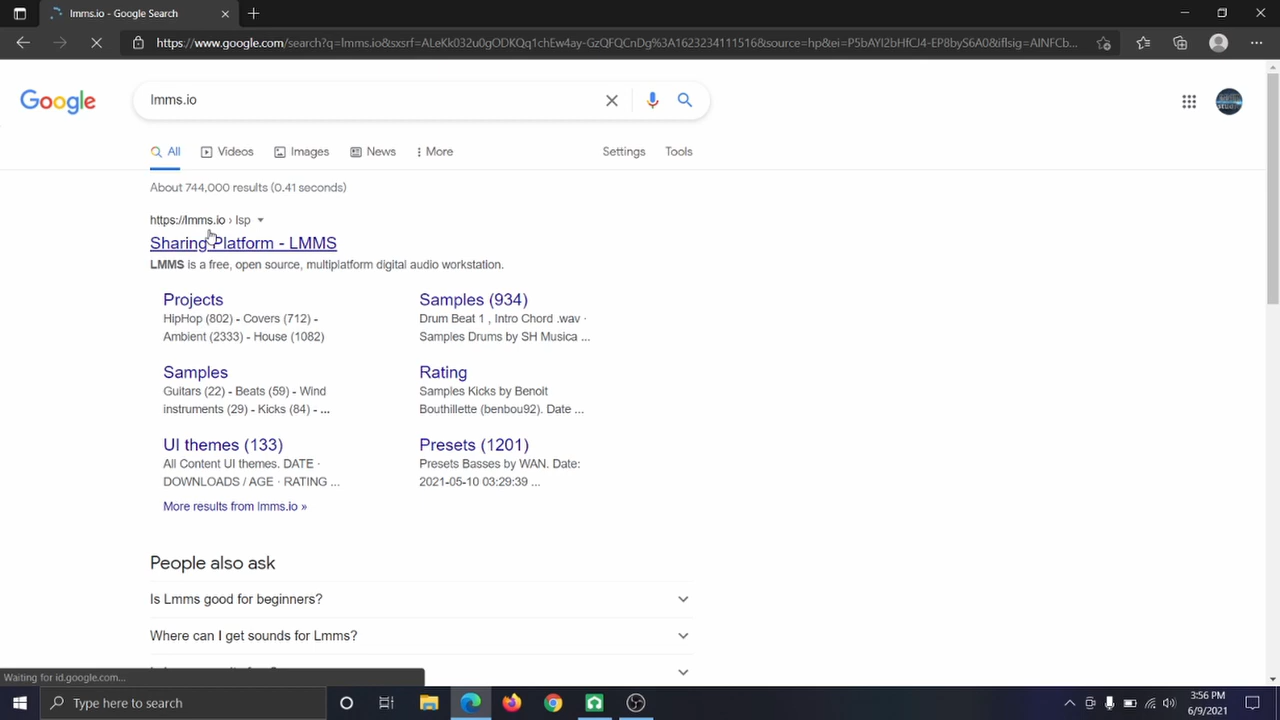 lmms.io - Google Search
https://www.google.com/search?q=lmms.io&sxsrf=ALeKk032u0gODKQq1chEw4ay-GzQFQCnDg%3A1623234111516&source=hp&ei=P5bAYI2bHfCJ4-EP8byS6A0&iflsig=AINFCb...
Google
lmms.io
All
Videos
Images
News
More
Settings
Tools
About 744,000 results (0.41 seconds)
https://lmms.io › lsp
Sharing Platform - LMMS
LMMS is a free, open source, multiplatform digital audio workstation.
Projects
HipHop (802) - Covers (712) -
Ambient (2333) - House (1082)
Samples (934)
Drum Beat 1 , Intro Chord .wav ·
Samples Drums by SH Musica ...
Samples
Guitars (22) - Beats (59) - Wind
instruments (29) - Kicks (84) - ...
Rating
Samples Kicks by Benoit
Bouthillette (benbou92). Date ...
UI themes (133)
All Content UI themes. DATE ·
DOWNLOADS / AGE · RATING ...
Presets (1201)
Presets Basses by WAN. Date:
2021-05-10 03:29:39 ...
More results from lmms.io »
People also ask
Is Lmms good for beginners?
Where can I get sounds for Lmms?
Waiting for id.google.com...
Type here to search
3:56 PM
6/9/2021